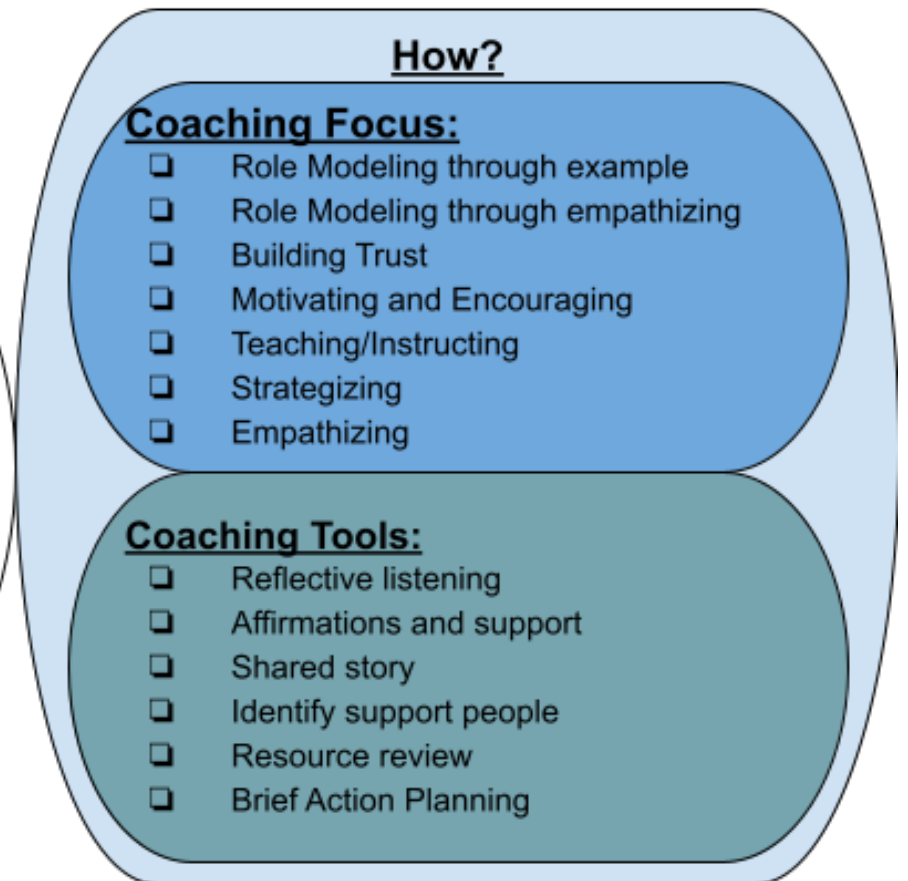 How?
Coaching Focus:
❏ Role Modeling through example
❏ Role Modeling through empathizing
❏ Building Trust
❏ Motivating and Encouraging
❏ Teaching/Instructing
❏ Strategizing
❏ Empathizing
Coaching Tools:
❏ Reflective listening
❏ Affirmations and support
❏ Shared story
❏ Identify support people
❏ Resource review
❏ Brief Action Planning